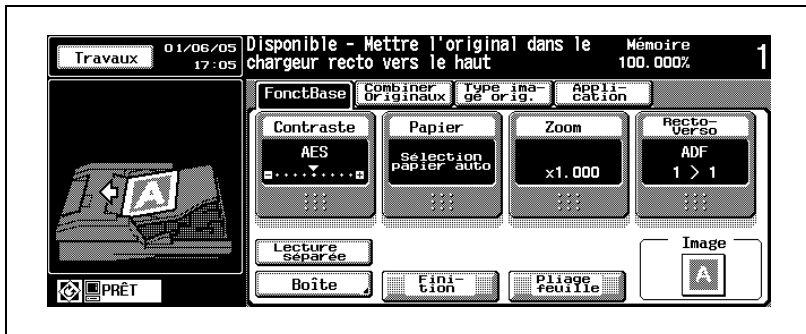 Travaux
01/06/05
17:05
Disponible - Mettre l'original dans le
chargeur recto vers le haut
Mémoire
100.000%
1
FonctBase
Combiner
Originaux
Type ima-
ge orig.
Appli-
cation
Contraste
Papier
Zoom
Recto-
Verso
AES
Sélection
papier auto
x1.000
ADF
1 > 1
A
Lecture
séparée
Image
A
Boîte
Fini-
tion
Pliage
feuille
PRÊT